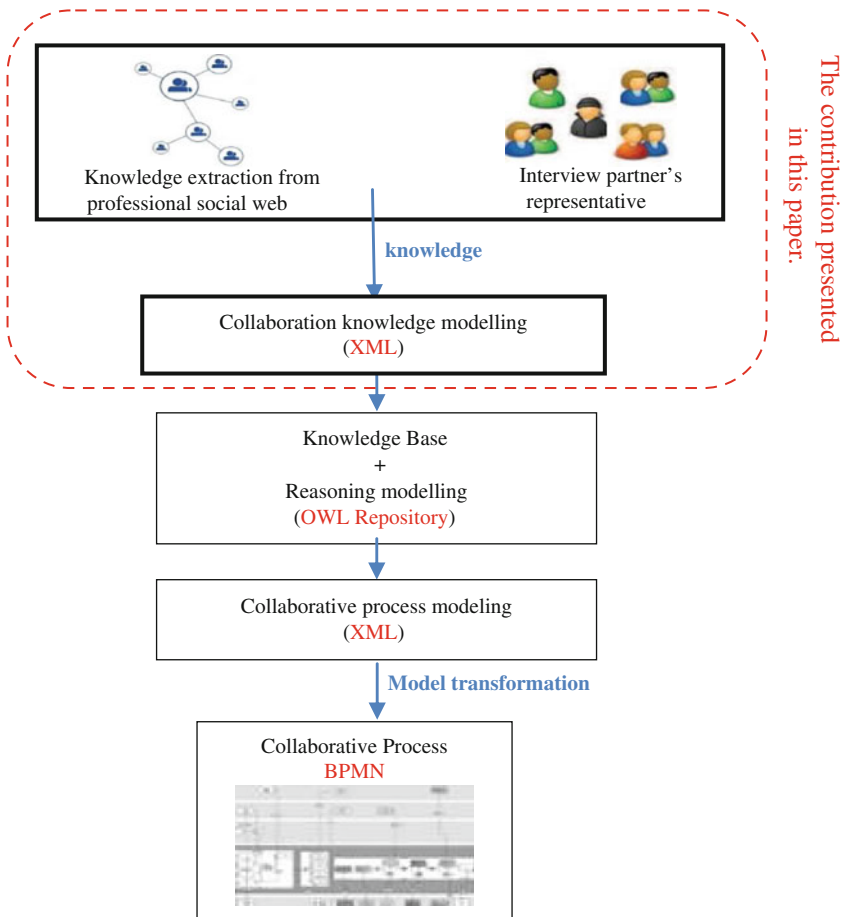 Knowledge extraction from
professional social web
Interview partner's
representative
The contribution presented
in this paper.
knowledge
Collaboration knowledge modelling
(XML)
Knowledge Base
+
Reasoning modelling
(OWL Repository)
Collaborative process modeling
(XML)
Model transformation
Collaborative Process
BPMN